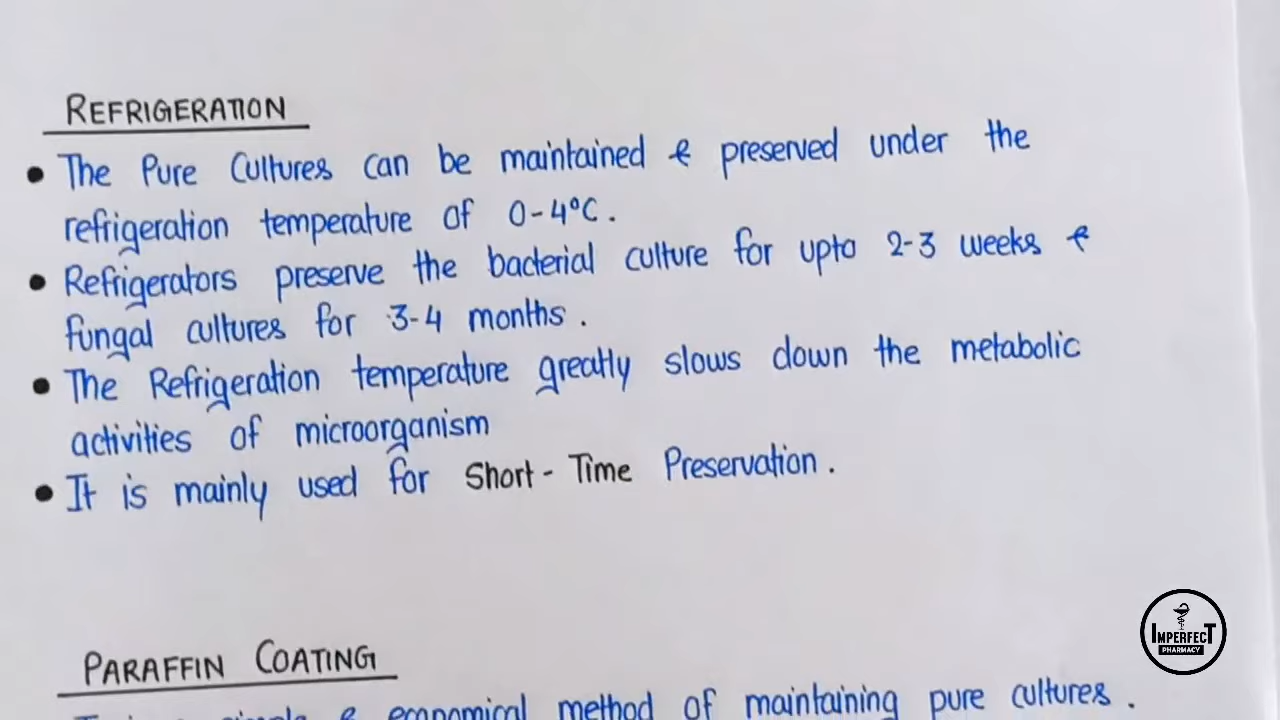 REFRIGERATION
• The Pure Cultures can be maintained & preserved under the
refrigeration temperature of 0-4°C.
• Refrigerators preserve the bacterial culture for upto 2-3 weeks &
fungal cultures for 3-4 months.
• The Refrigeration temperature greatly slows down the metabolic
activities of microorganism
• It is mainly used for Short-Time Preservation.
PARAFFIN COATING
& economical method of maintaining pure cultures.
IMPERFECT
PHARMACY